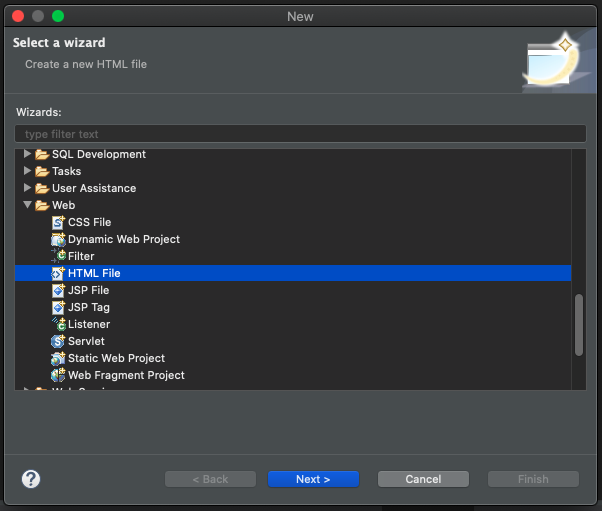 New
Select a wizard
Create a new HTML file
Wizards:
type filter text
SQL Development
Tasks
User Assistance
Web
CSS File
Dynamic Web Project
Filter
HTML File
JSP File
JSP Tag
Listener
Servlet
Static Web Project
Web Fragment Project
?
< Back
Next >
Cancel
Finish